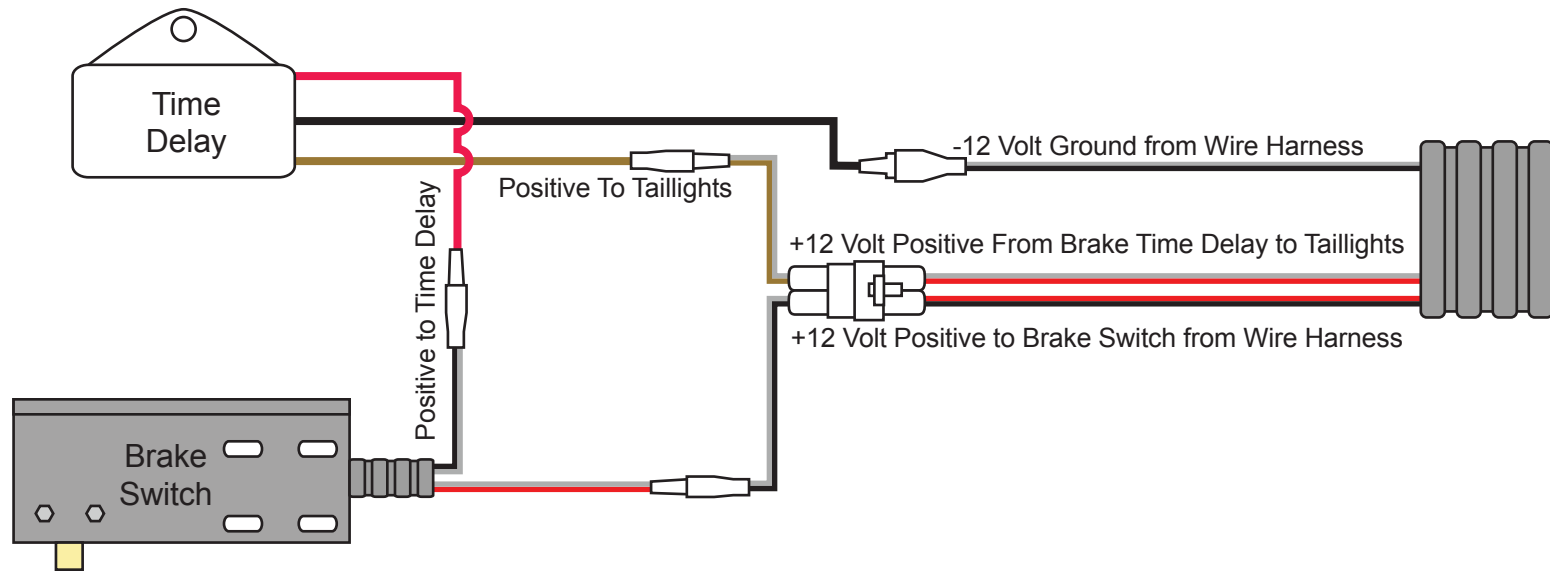 Time
Delay
-12 Volt Ground from Wire Harness
Positive To Taillights
Positive to Time Delay
+12 Volt Positive From Brake Time Delay to Taillights
+12 Volt Positive to Brake Switch from Wire Harness
Brake
Switch